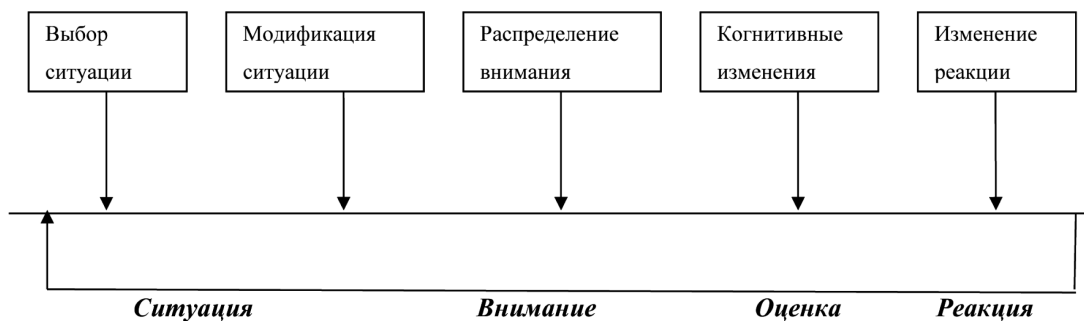 Выбор
ситуации
Модификация
ситуации
Распределение
внимания
Когнитивные
изменения
Изменение
реакции
Ситуация
Внимание
Оценка
Реакция